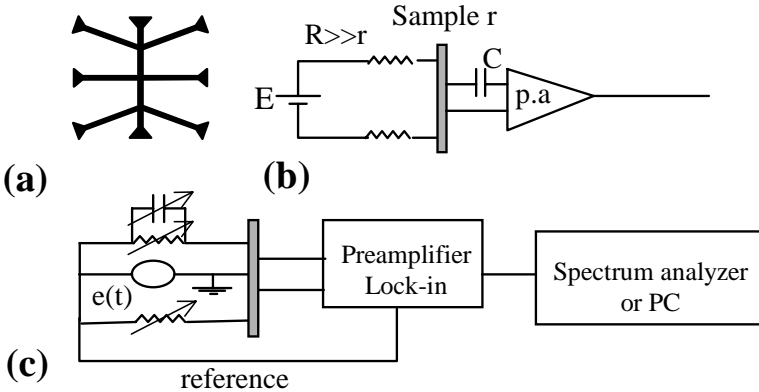 (a)
Sample r
R>>r
E
C
p.a
(b)
e(t)
Preamplifier
Lock-in
Spectrum analyzer
or PC
(c)
reference